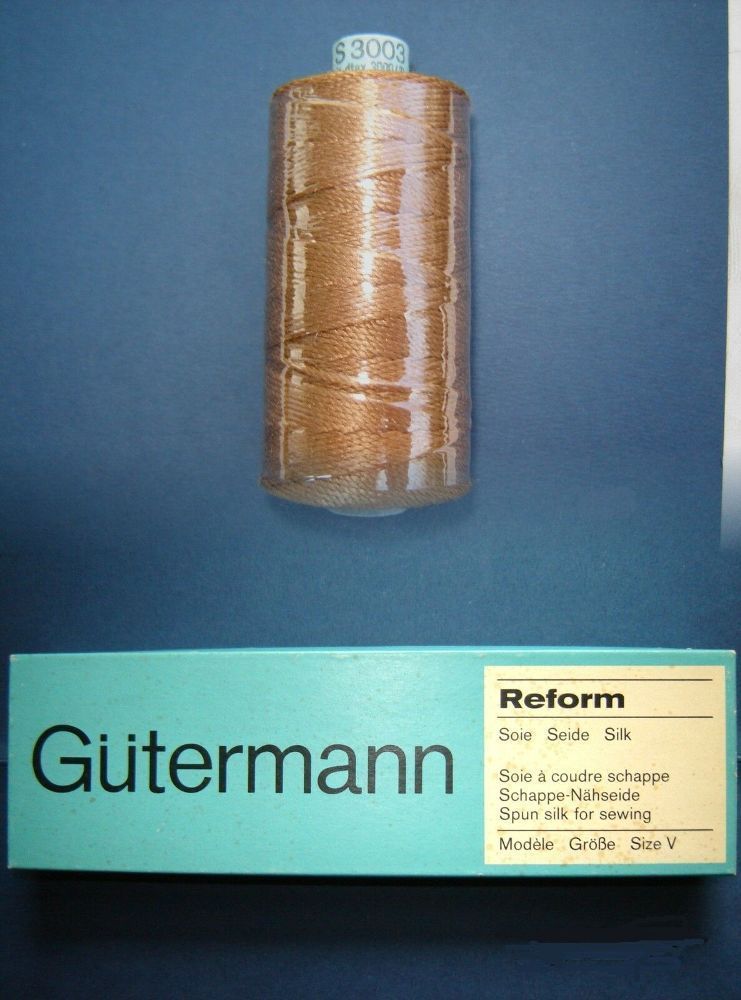 S 3003
Gütermann
Reform
Soie Seide Silk
Soie à coudre schappe
Schappe-Nähseide
Spun silk for sewing
Modèle Größe Size V